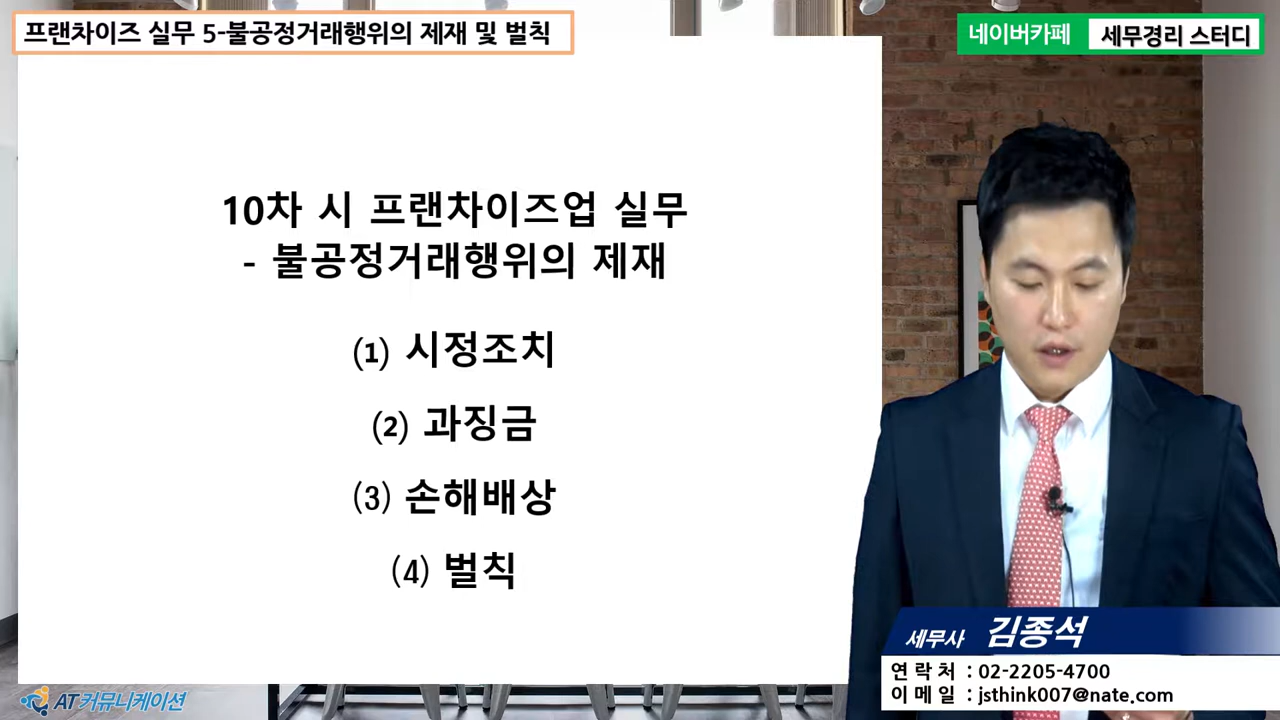 프랜차이즈 실무 5-불공정거래행위의 제재 및 벌칙
네이버카페 세무경리 스터디
10차 시 프랜차이즈업 실무
- 불공정거래행위의 제재
(1) 시정조치
(2) 과징금
(3) 손해배상
(4) 벌칙
세무사 김종석
연 락 처 : 02-2205-4700
이 메 일 : jsthink007@nate.com
AT커뮤니케이션